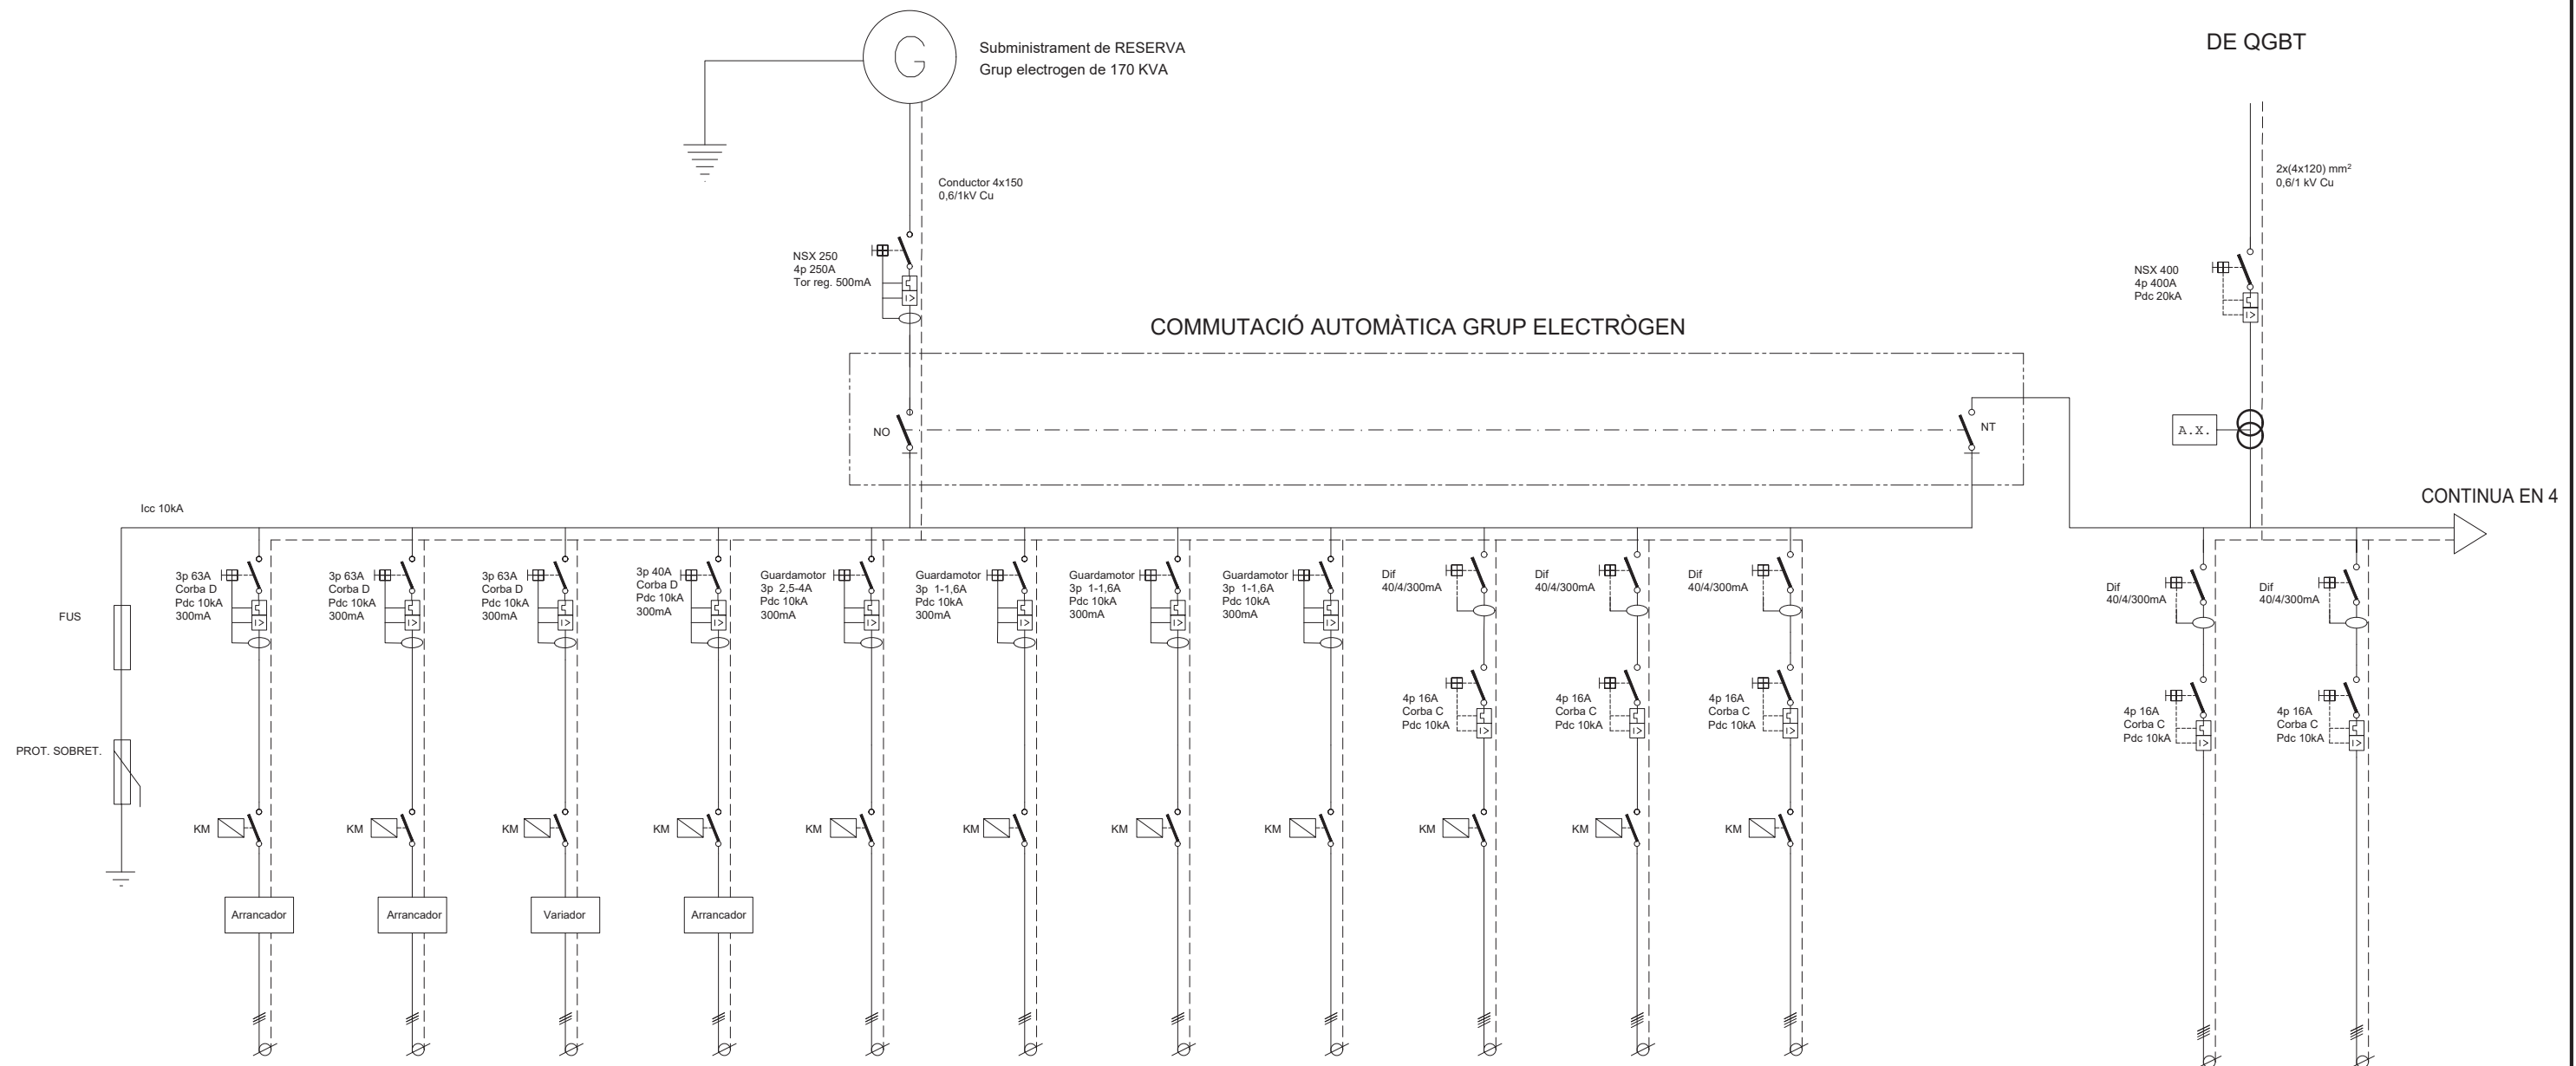 G
Subministrament de RESERVA
Grup electrogen de 170 KVA
DE QGBT
Conductor 4x150
0,6/1kV Cu
2x(4x120) mm²
0,6/1 kV Cu
NSX 250
4p 250A
Tor reg. 500mA
NSX 400
4p 400A
Pdc 20kA
I>
I>
COMMUTACIÓ AUTOMÀTICA GRUP ELECTRÒGEN
NO
NT
A.X.
CONTINUA EN 4
Icc 10kA
FUS
PROT. SOBRET.
3p 63A
Corba D
Pdc 10kA
300mA
I>
3p 63A
Corba D
Pdc 10kA
300mA
I>
3p 63A
Corba D
Pdc 10kA
300mA
I>
3p 40A
Corba D
Pdc 10kA
300mA
I>
Guardamotor
3p 2,5-4A
Pdc 10kA
300mA
I>
Guardamotor
3p 1-1,6A
Pdc 10kA
300mA
I>
Guardamotor
3p 1-1,6A
Pdc 10kA
300mA
I>
Guardamotor
3p 1-1,6A
Pdc 10kA
300mA
I>
Dif
40/4/300mA
Dif
40/4/300mA
Dif
40/4/300mA
Dif
40/4/300mA
Dif
40/4/300mA
4p 16A
Corba C
Pdc 10kA
I>
4p 16A
Corba C
Pdc 10kA
I>
4p 16A
Corba C
Pdc 10kA
I>
4p 16A
Corba C
Pdc 10kA
I>
4p 16A
Corba C
Pdc 10kA
I>
KM
KM
KM
KM
KM
KM
KM
KM
KM
KM
KM
Arrancador
Arrancador
Variador
Arrancador